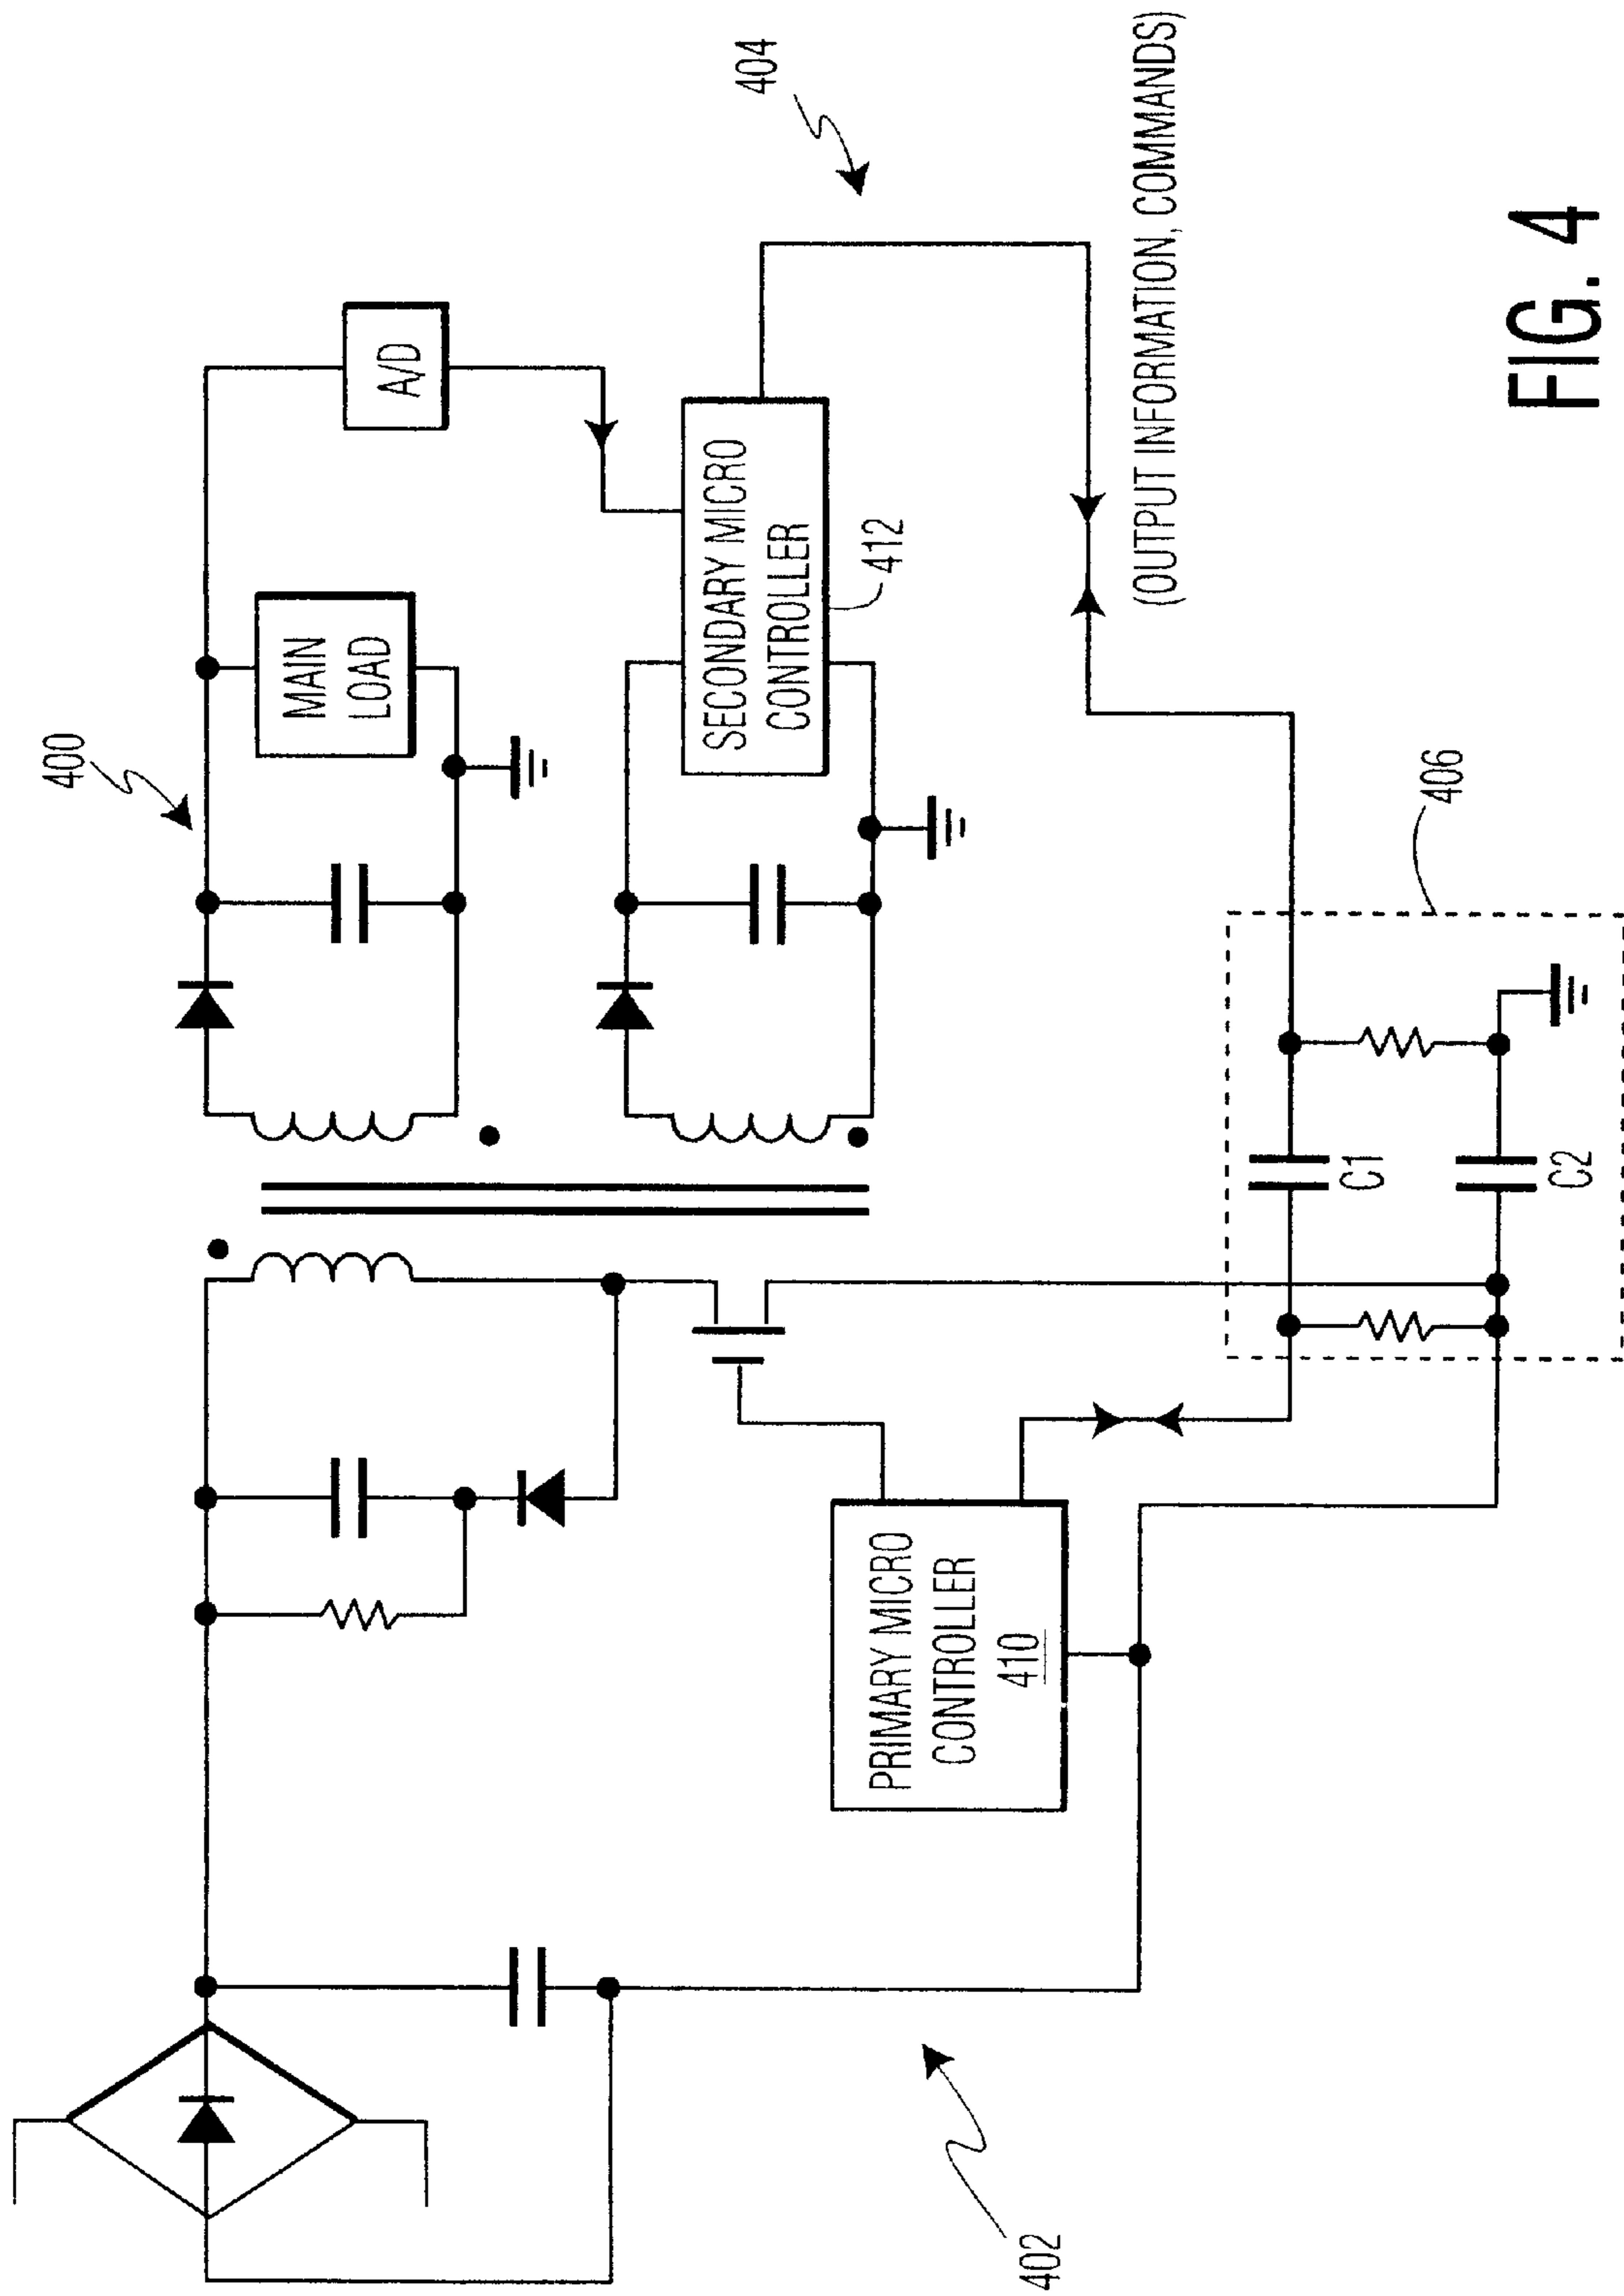 400
404
MAIN
LOAD
A/D
SECONDARY MICRO
CONTROLLER
412
PRIMARY MICRO
CONTROLLER
410
402
(OUTPUT INFORMATION, COMMANDS)
406
C1
C2
FIG. 4